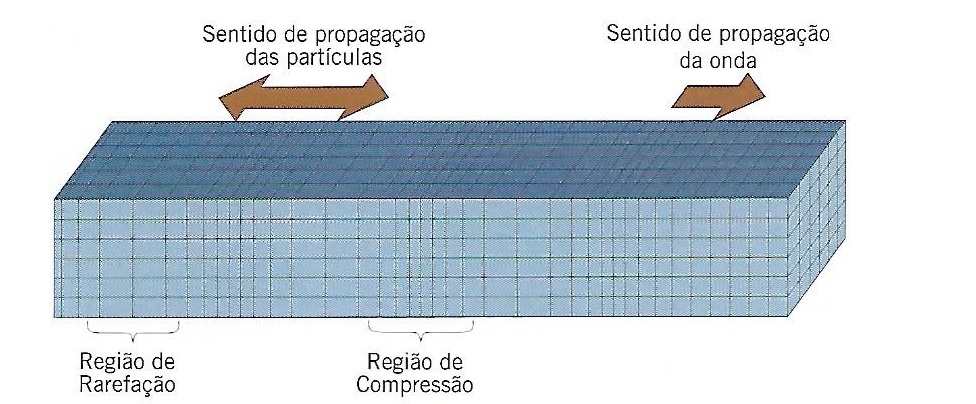 Sentido de propagação
das partículas
Sentido de propagação
da onda
Região de
Rarefação
Região de
Compressão